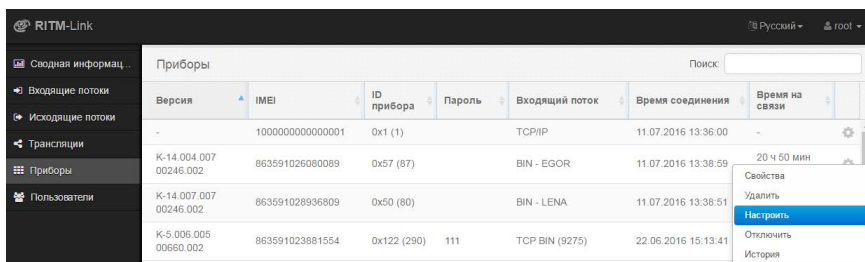 RITM-Link Русский root
Сводная информац...
Входящие потоки
Исходящие потоки
Трансляции
Приборы
Пользователи
Приборы Поиск:
Версия IMEI ID прибора Пароль Входящий поток Время соединения Время на связи
- 1000000000000001 0x1 (1) TCP/IP 11.07.2016 13:36:00 -
K-14.004.007 00246.002 863591026080089 0x57 (87) BIN - EGOR 11.07.2016 13:38:59 20 ч 50 мин
K-14.007.007 00246.002 863591028936809 0x50 (80) BIN - LENA 11.07.2016 13:38:51
K-5.006.005 00660.002 863591023881554 0x122 (290) 111 TCP BIN (9275) 22.06.2016 15:13:41
Свойства
Удалить
Настроить
Отключить
История